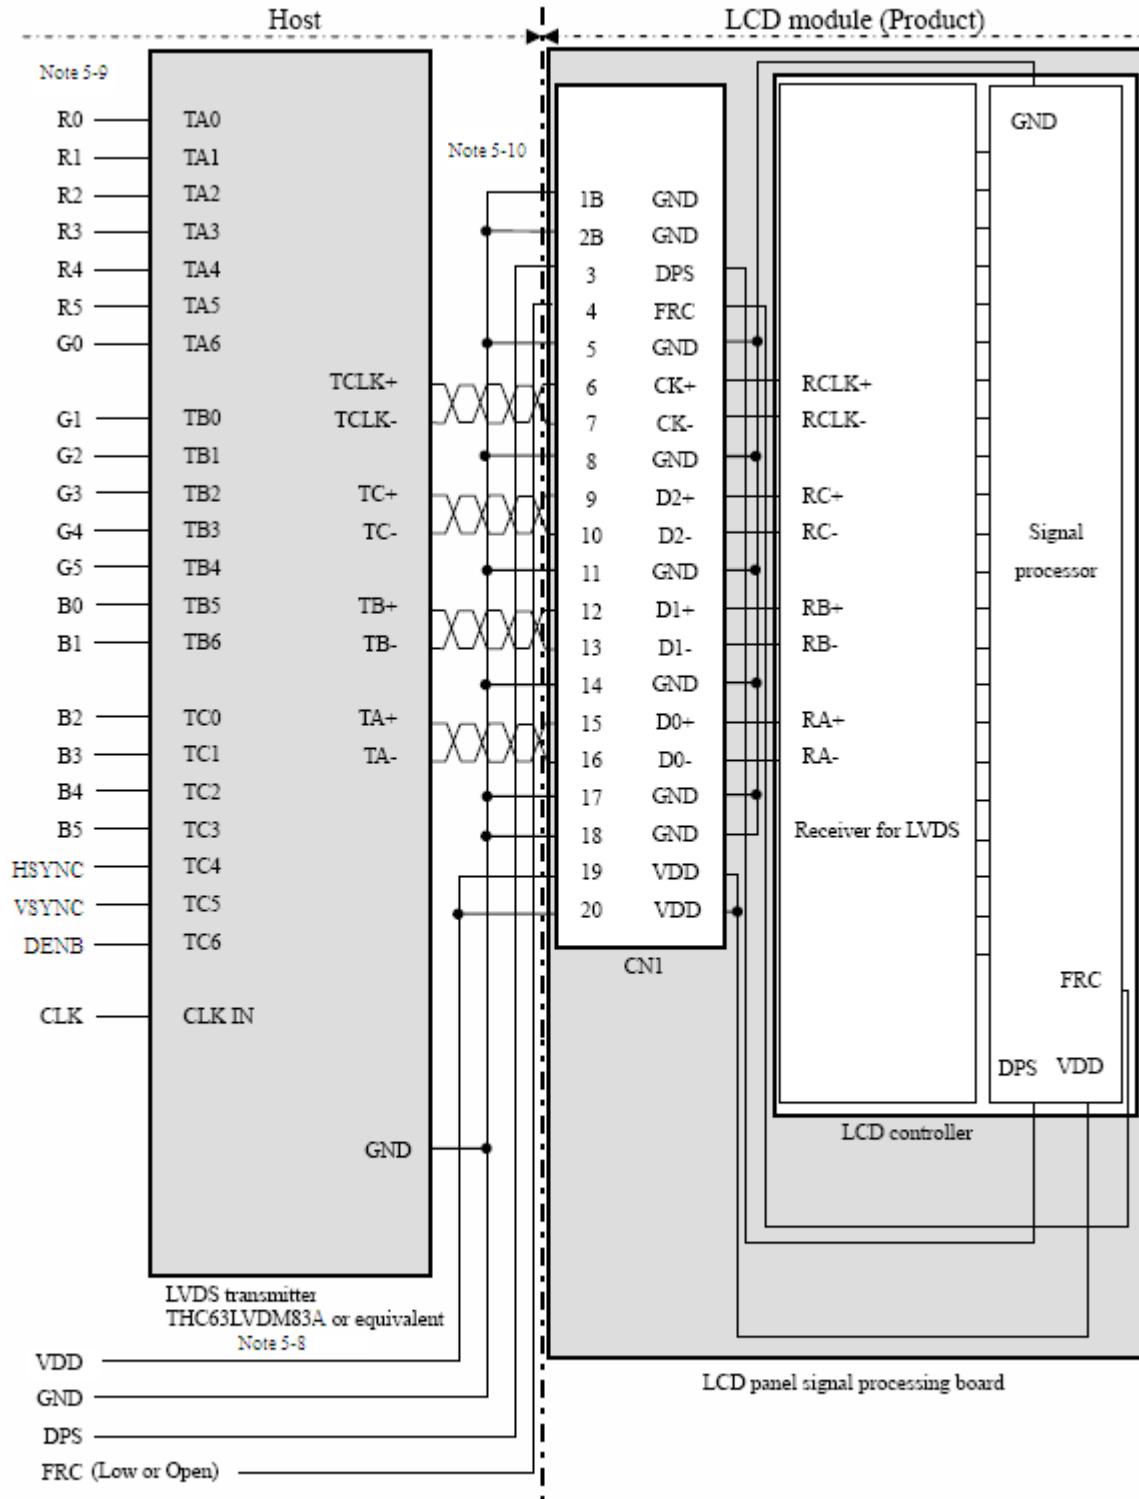 Host
LCD module (Product)
Note 5-9
R0 TA0
R1 TA1
R2 TA2
R3 TA3
R4 TA4
R5 TA5
G0 TA6
TCLK+
G1 TB0 TCLK-
G2 TB1
G3 TB2 TC+
G4 TB3 TC-
G5 TB4
B0 TB5 TB+
B1 TB6 TB-
B2 TC0 TA+
B3 TC1 TA-
B4 TC2
B5 TC3
HSYNC TC4
VSYNC TC5
DENB TC6
CLK CLK IN
GND
LVDS transmitter
THC63LVDM83A or equivalent
Note 5-8
VDD
GND
DPS
FRC (Low or Open)
Note 5-10
1B GND
2B GND
3 DPS
4 FRC
5 GND
6 CK+
7 CK-
8 GND
9 D2+
10 D2-
11 GND
12 D1+
13 D1-
14 GND
15 D0+
16 D0-
17 GND
18 GND
19 VDD
20 VDD
CN1
RCLK+
RCLK-
RC+
RC-
RB+
RB-
RA+
RA-
Receiver for LVDS
GND
Signal
processor
FRC
DPS VDD
LCD controller
LCD panel signal processing board